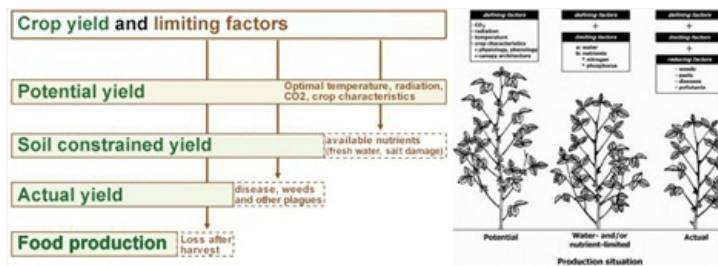 Crop yield and limiting factors
Potential yield
Optimal temperature, radiation,
CO2, crop characteristics
Soil constrained yield
available nutrients
(fresh water, salt damage)
Actual yield
disease, weeds
and other plagues
Food production
Loss after
harvest
defining factors
- CO2
- radiation
- temperature
- crop characteristics
• physiology, phenology
• canopy architecture
defining factors
+
limiting factors
a: water
b: nutrients
* nitrogen
* phosphorus
defining factors
+
limiting factors
+
reducing factors
- weeds
- pests
- diseases
- pollutants
Potential
Water- and/or
nutrient-limited
Actual
Production situation